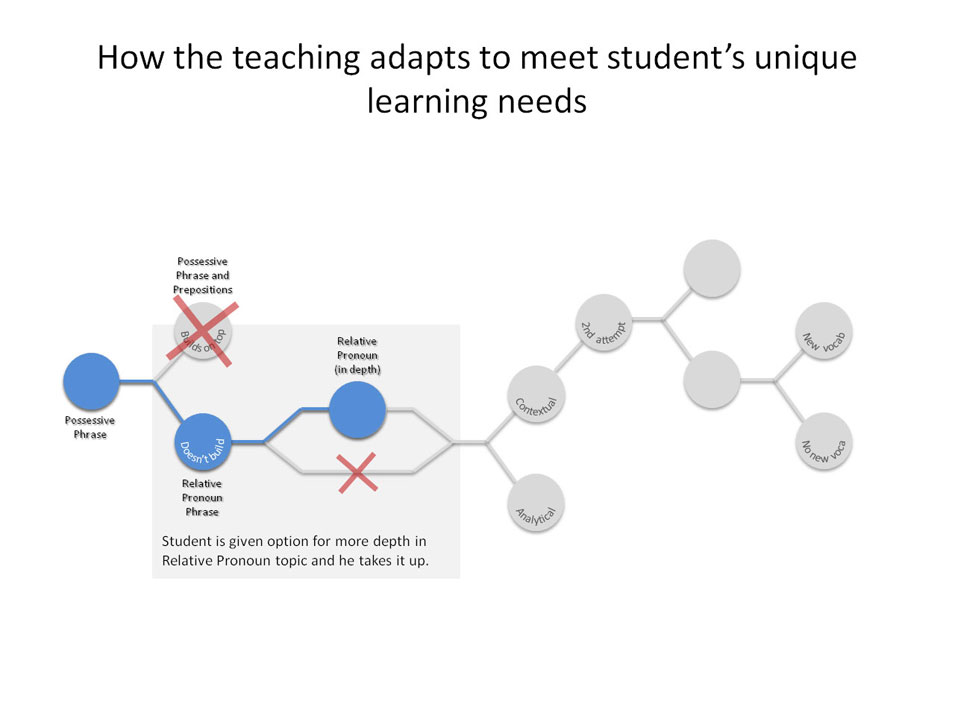 How the teaching adapts to meet student’s unique
learning needs
Possessive
Phrase and
Prepositions
Builds on top
Relative
Pronoun
(in depth)
2nd attempt
New vocab
Possessive
Phrase
Doesn't build
Contextual
No new voca
Relative
Pronoun
Phrase
Analytical
Student is given option for more depth in
Relative Pronoun topic and he takes it up.